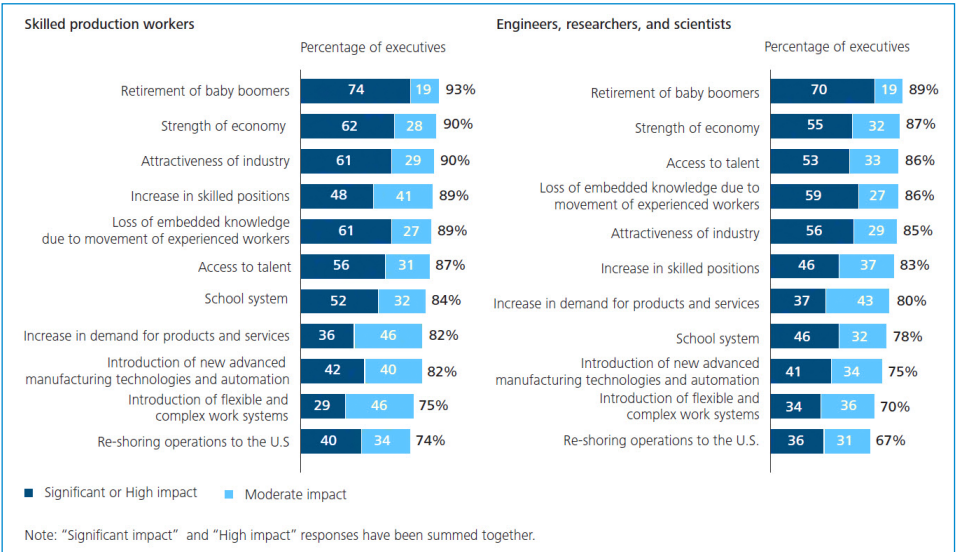 Skilled production workers
Percentage of executives
Retirement of baby boomers 74 19 93%
Strength of economy 62 28 90%
Attractiveness of industry 61 29 90%
Increase in skilled positions 48 41 89%
Loss of embedded knowledge
due to movement of experienced workers 61 27 89%
Access to talent 56 31 87%
School system 52 32 84%
Increase in demand for products and services 36 46 82%
Introduction of new advanced
manufacturing technologies and automation 42 40 82%
Introduction of flexible and
complex work systems 29 46 75%
Re-shoring operations to the U.S 40 34 74%
Engineers, researchers, and scientists
Percentage of executives
Retirement of baby boomers 70 19 89%
Strength of economy 55 32 87%
Access to talent 53 33 86%
Loss of embedded knowledge due to
movement of experienced workers 59 27 86%
Attractiveness of industry 56 29 85%
Increase in skilled positions 46 37 83%
Increase in demand for products and services 37 43 80%
School system 46 32 78%
Introduction of new advanced
manufacturing technologies and automation 41 34 75%
Introduction of flexible and
complex work systems 34 36 70%
Re-shoring operations to the U.S. 36 31 67%
Significant or High impact
Moderate impact
Note: "Significant impact" and "High impact" responses have been summed together.